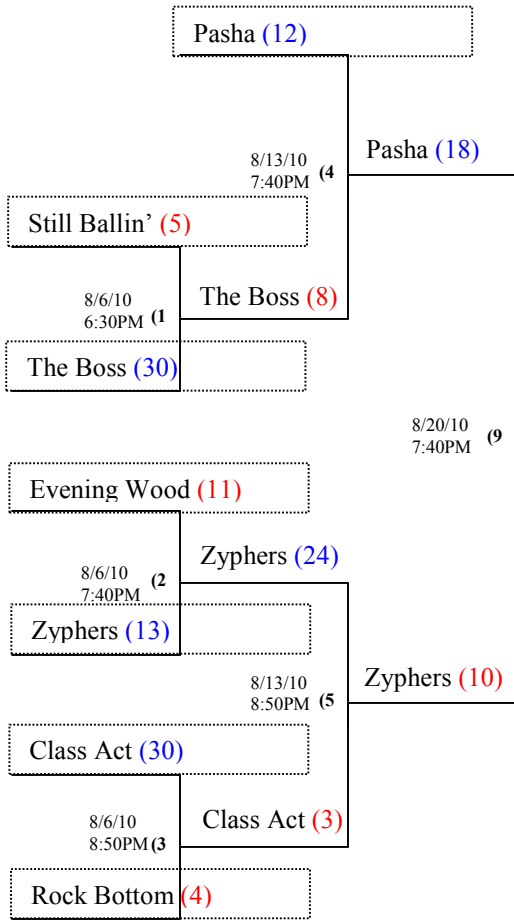 Pasha (12)
8/13/10
7:40PM (4
Pasha (18)
Still Ballin’ (5)
8/6/10
6:30PM (1
The Boss (8)
The Boss (30)
8/20/10
7:40PM (9
Evening Wood (11)
8/6/10
7:40PM (2
Zyphers (24)
Zyphers (13)
8/13/10
8:50PM (5
Zyphers (10)
Class Act (30)
8/6/10
8:50PM (3
Class Act (3)
Rock Bottom (4)